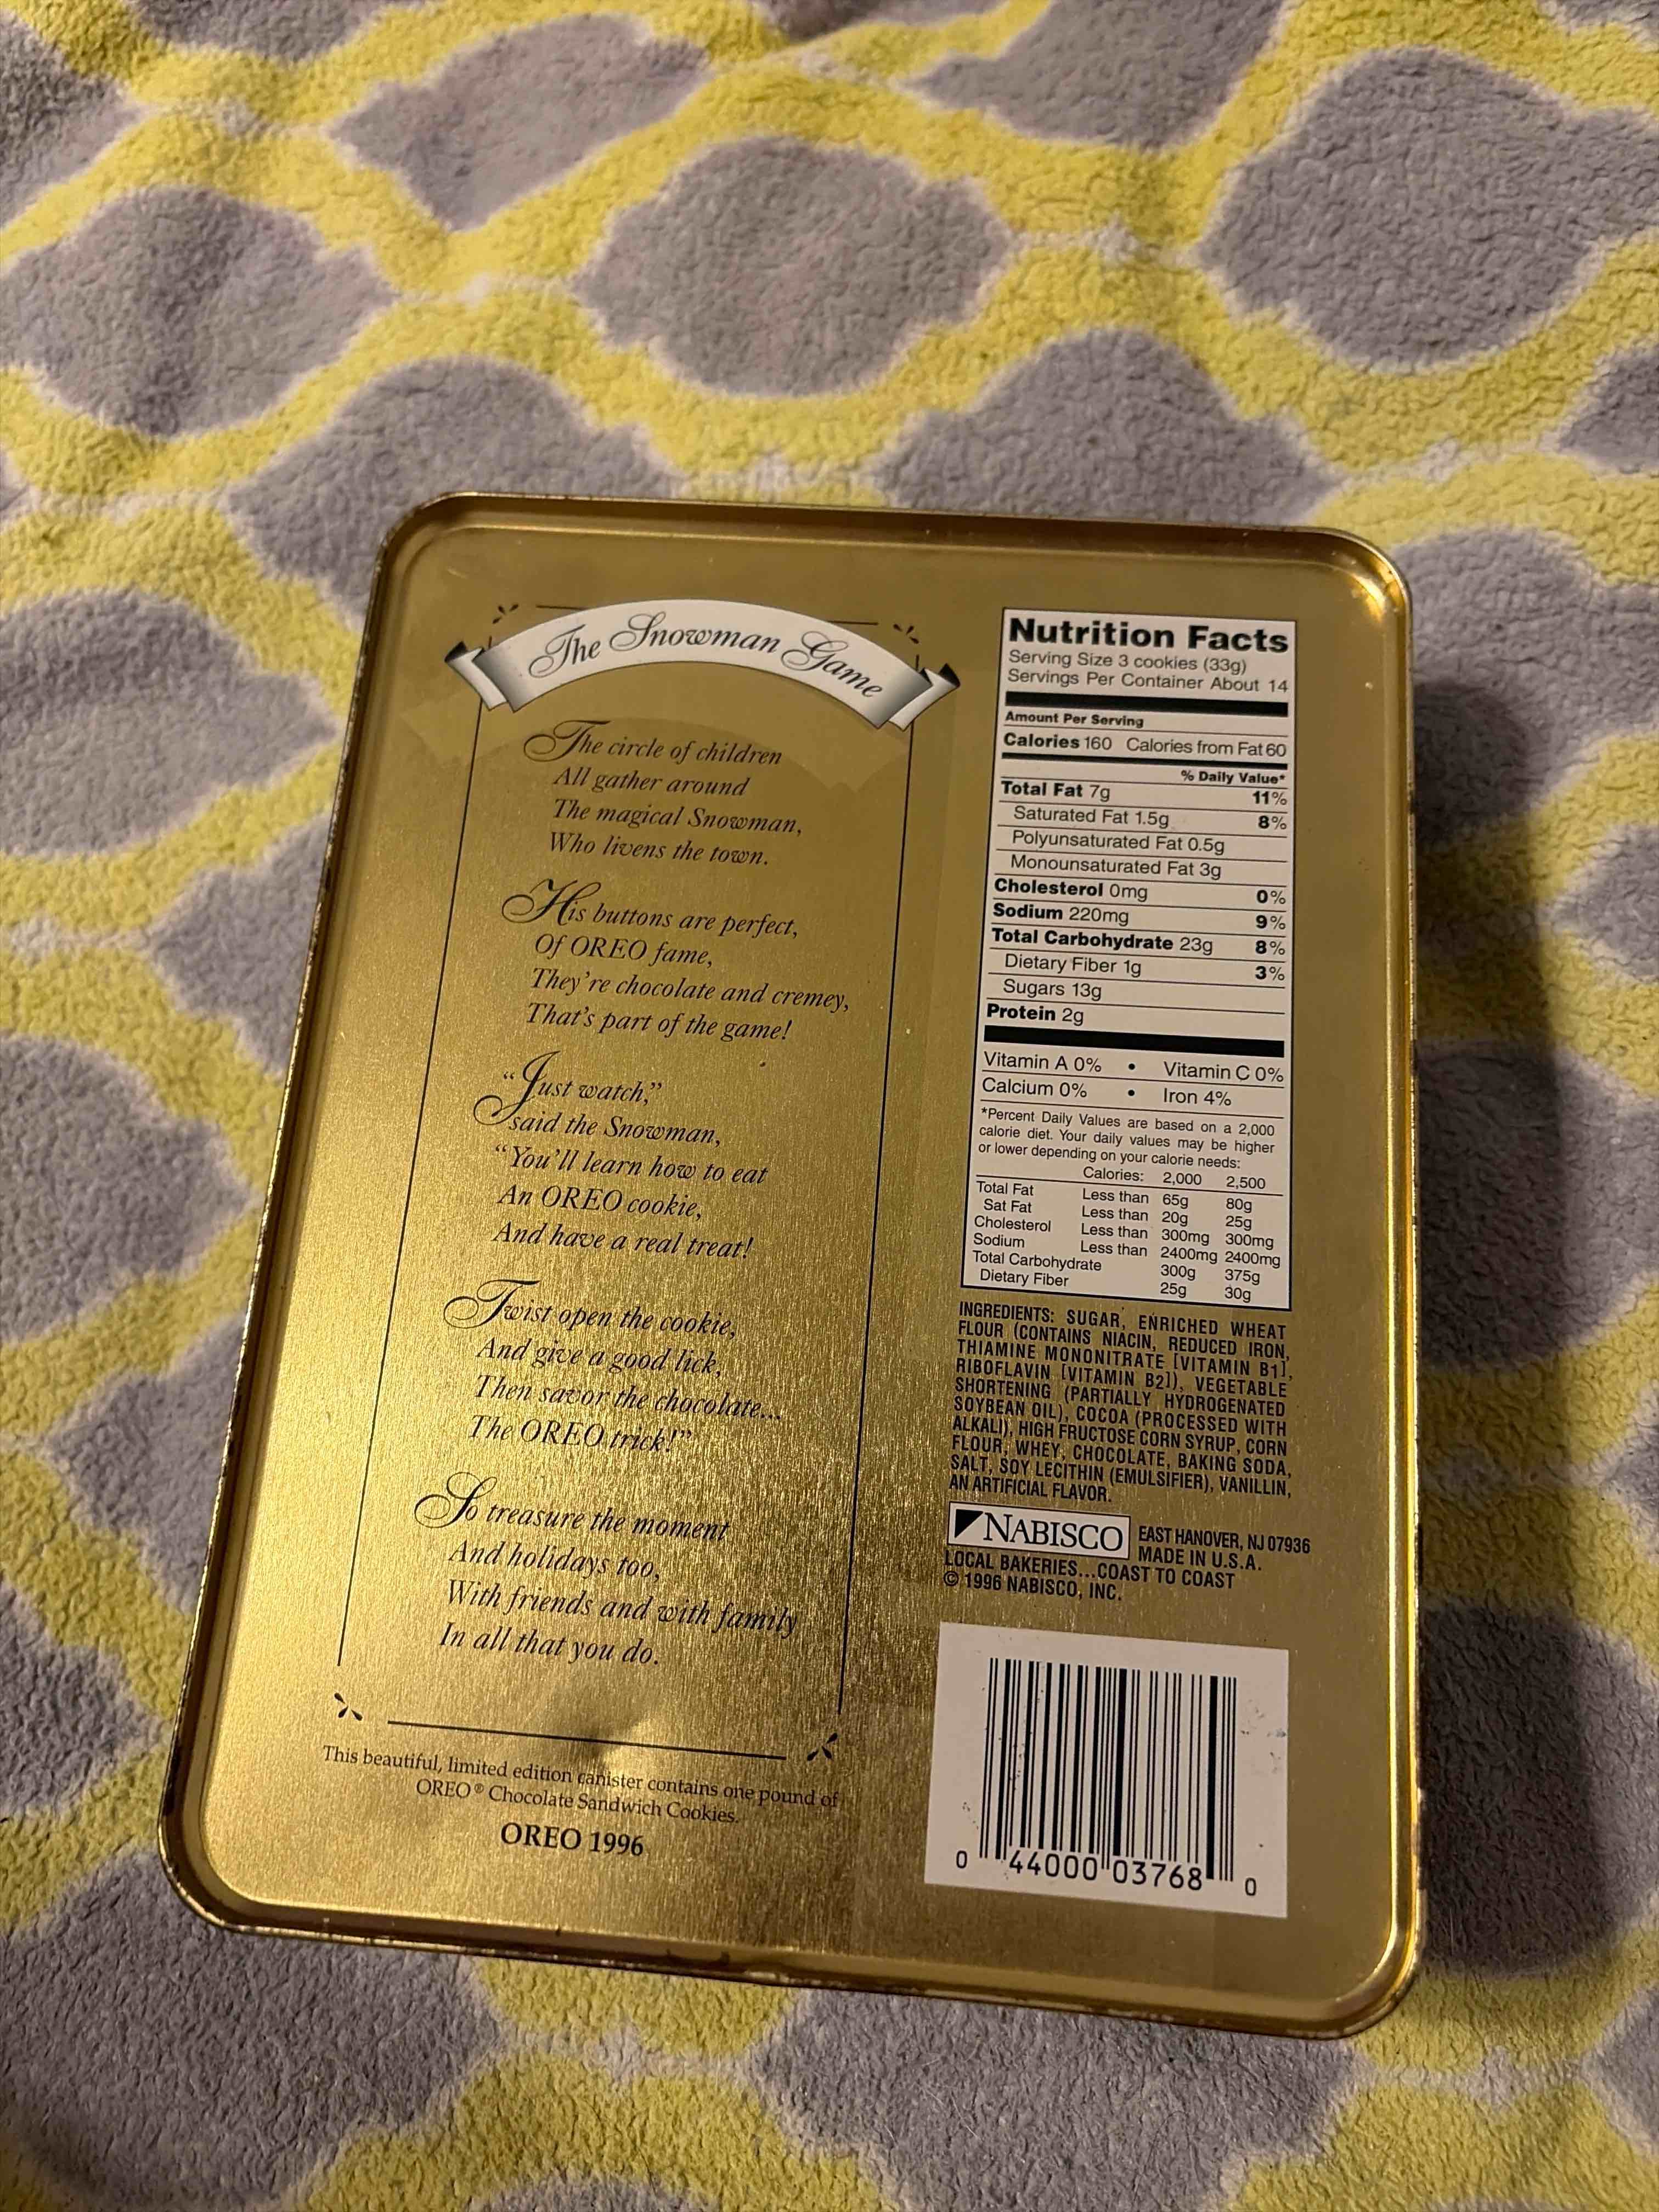 The Snowman Game
The circle of children
All gather around
The magical Snowman,
Who livens the town.
His buttons are perfect,
Of OREO fame,
They're chocolate and cremey,
That's part of the game!
“Just watch,”
said the Snowman,
“You'll learn how to eat
An OREO cookie,
And have a real treat!
Twist open the cookie,
And give a good lick,
Then savor the chocolate...
The OREO trick!”
So treasure the moment
And holidays too,
With friends and with family
In all that you do.
This beautiful, limited edition canister contains one pound of
OREO® Chocolate Sandwich Cookies.
OREO 1996
Nutrition Facts
Serving Size 3 cookies (33g)
Servings Per Container About 14
Amount Per Serving
Calories 160 Calories from Fat 60
% Daily Value*
Total Fat 7g 11%
Saturated Fat 1.5g 8%
Polyunsaturated Fat 0.5g
Monounsaturated Fat 3g
Cholesterol 0mg 0%
Sodium 220mg 9%
Total Carbohydrate 23g 8%
Dietary Fiber 1g 3%
Sugars 13g
Protein 2g
Vitamin A 0% • Vitamin C 0%
Calcium 0% • Iron 4%
*Percent Daily Values are based on a 2,000
calorie diet. Your daily values may be higher
or lower depending on your calorie needs:
Calories: 2,000 2,500
Total Fat Less than 65g 80g
Sat Fat Less than 20g 25g
Cholesterol Less than 300mg 300mg
Sodium Less than 2400mg 2400mg
Total Carbohydrate 300g 375g
Dietary Fiber 25g 30g
INGREDIENTS: SUGAR, ENRICHED WHEAT
FLOUR (CONTAINS NIACIN, REDUCED IRON,
THIAMINE MONONITRATE [VITAMIN B1],
RIBOFLAVIN [VITAMIN B2]), VEGETABLE
SHORTENING (PARTIALLY HYDROGENATED
SOYBEAN OIL), COCOA (PROCESSED WITH
ALKALI), HIGH FRUCTOSE CORN SYRUP, CORN
FLOUR, WHEY, CHOCOLATE, BAKING SODA,
SALT, SOY LECITHIN (EMULSIFIER), VANILLIN,
AN ARTIFICIAL FLAVOR.
NABISCO EAST HANOVER, NJ 07936
MADE IN U.S.A.
LOCAL BAKERIES...COAST TO COAST
© 1996 NABISCO, INC.
0 44000 03768 0